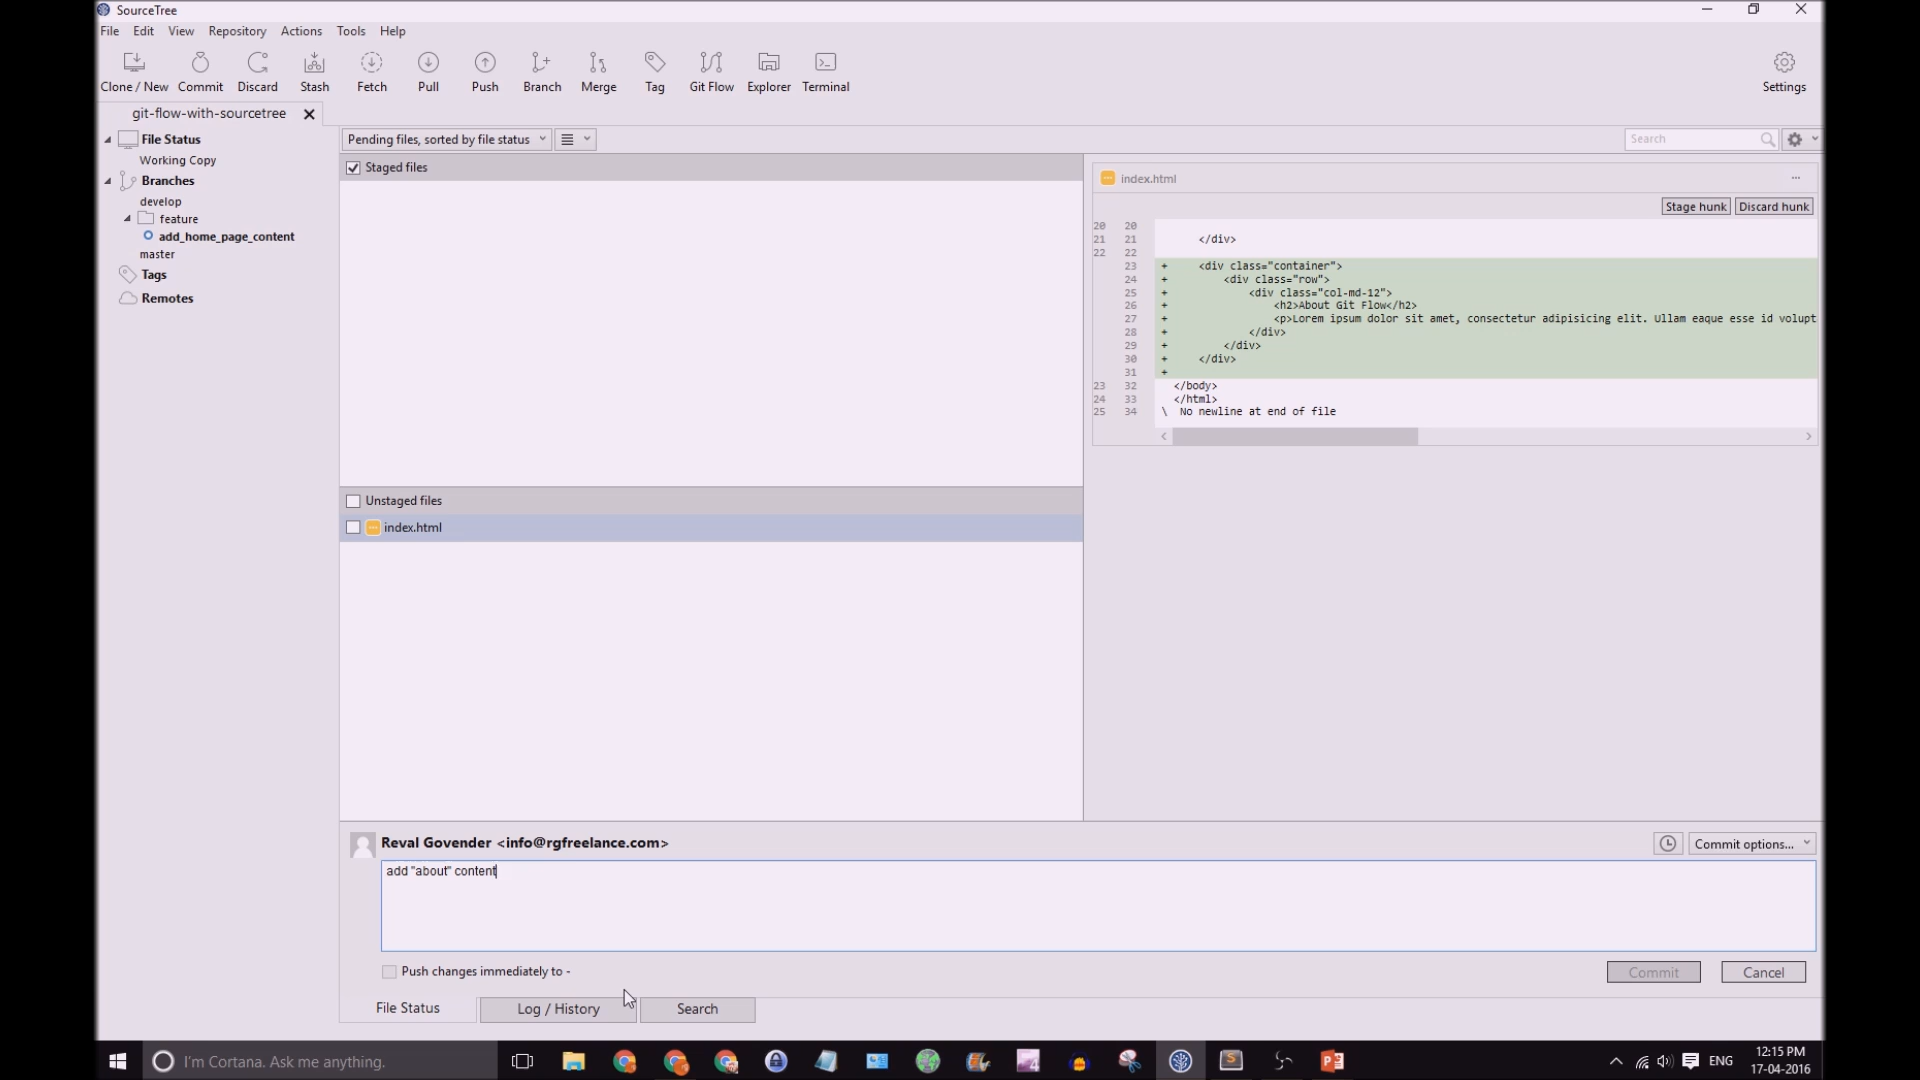 SourceTree
File Edit View Repository Actions Tools Help
Clone / New Commit Discard Stash Fetch Pull Push Branch Merge Tag Git Flow Explorer Terminal Settings
git-flow-with-sourcetree
File Status
Working Copy
Branches
develop
feature
add_home_page_content
master
Tags
Remotes
Pending files, sorted by file status
Search
Staged files
Unstaged files
index.html
index.html
Stage hunk Discard hunk
20 20
21 21 </div>
22 22
23 + <div class="container">
24 + <div class="row">
25 + <div class="col-md-12">
26 + <h2>About Git Flow</h2>
27 + <p>Lorem ipsum dolor sit amet, consectetur adipisicing elit. Ullam eaque esse id volupt
28 + </div>
29 + </div>
30 + </div>
31 +
23 32 </body>
24 33 </html>
25 34 \ No newline at end of file
Reval Govender <info@rgfreelance.com>
Commit options...
add "about" content
Push changes immediately to -
Commit Cancel
File Status Log / History Search
I'm Cortana. Ask me anything.
ENG
12:15 PM
17-04-2016